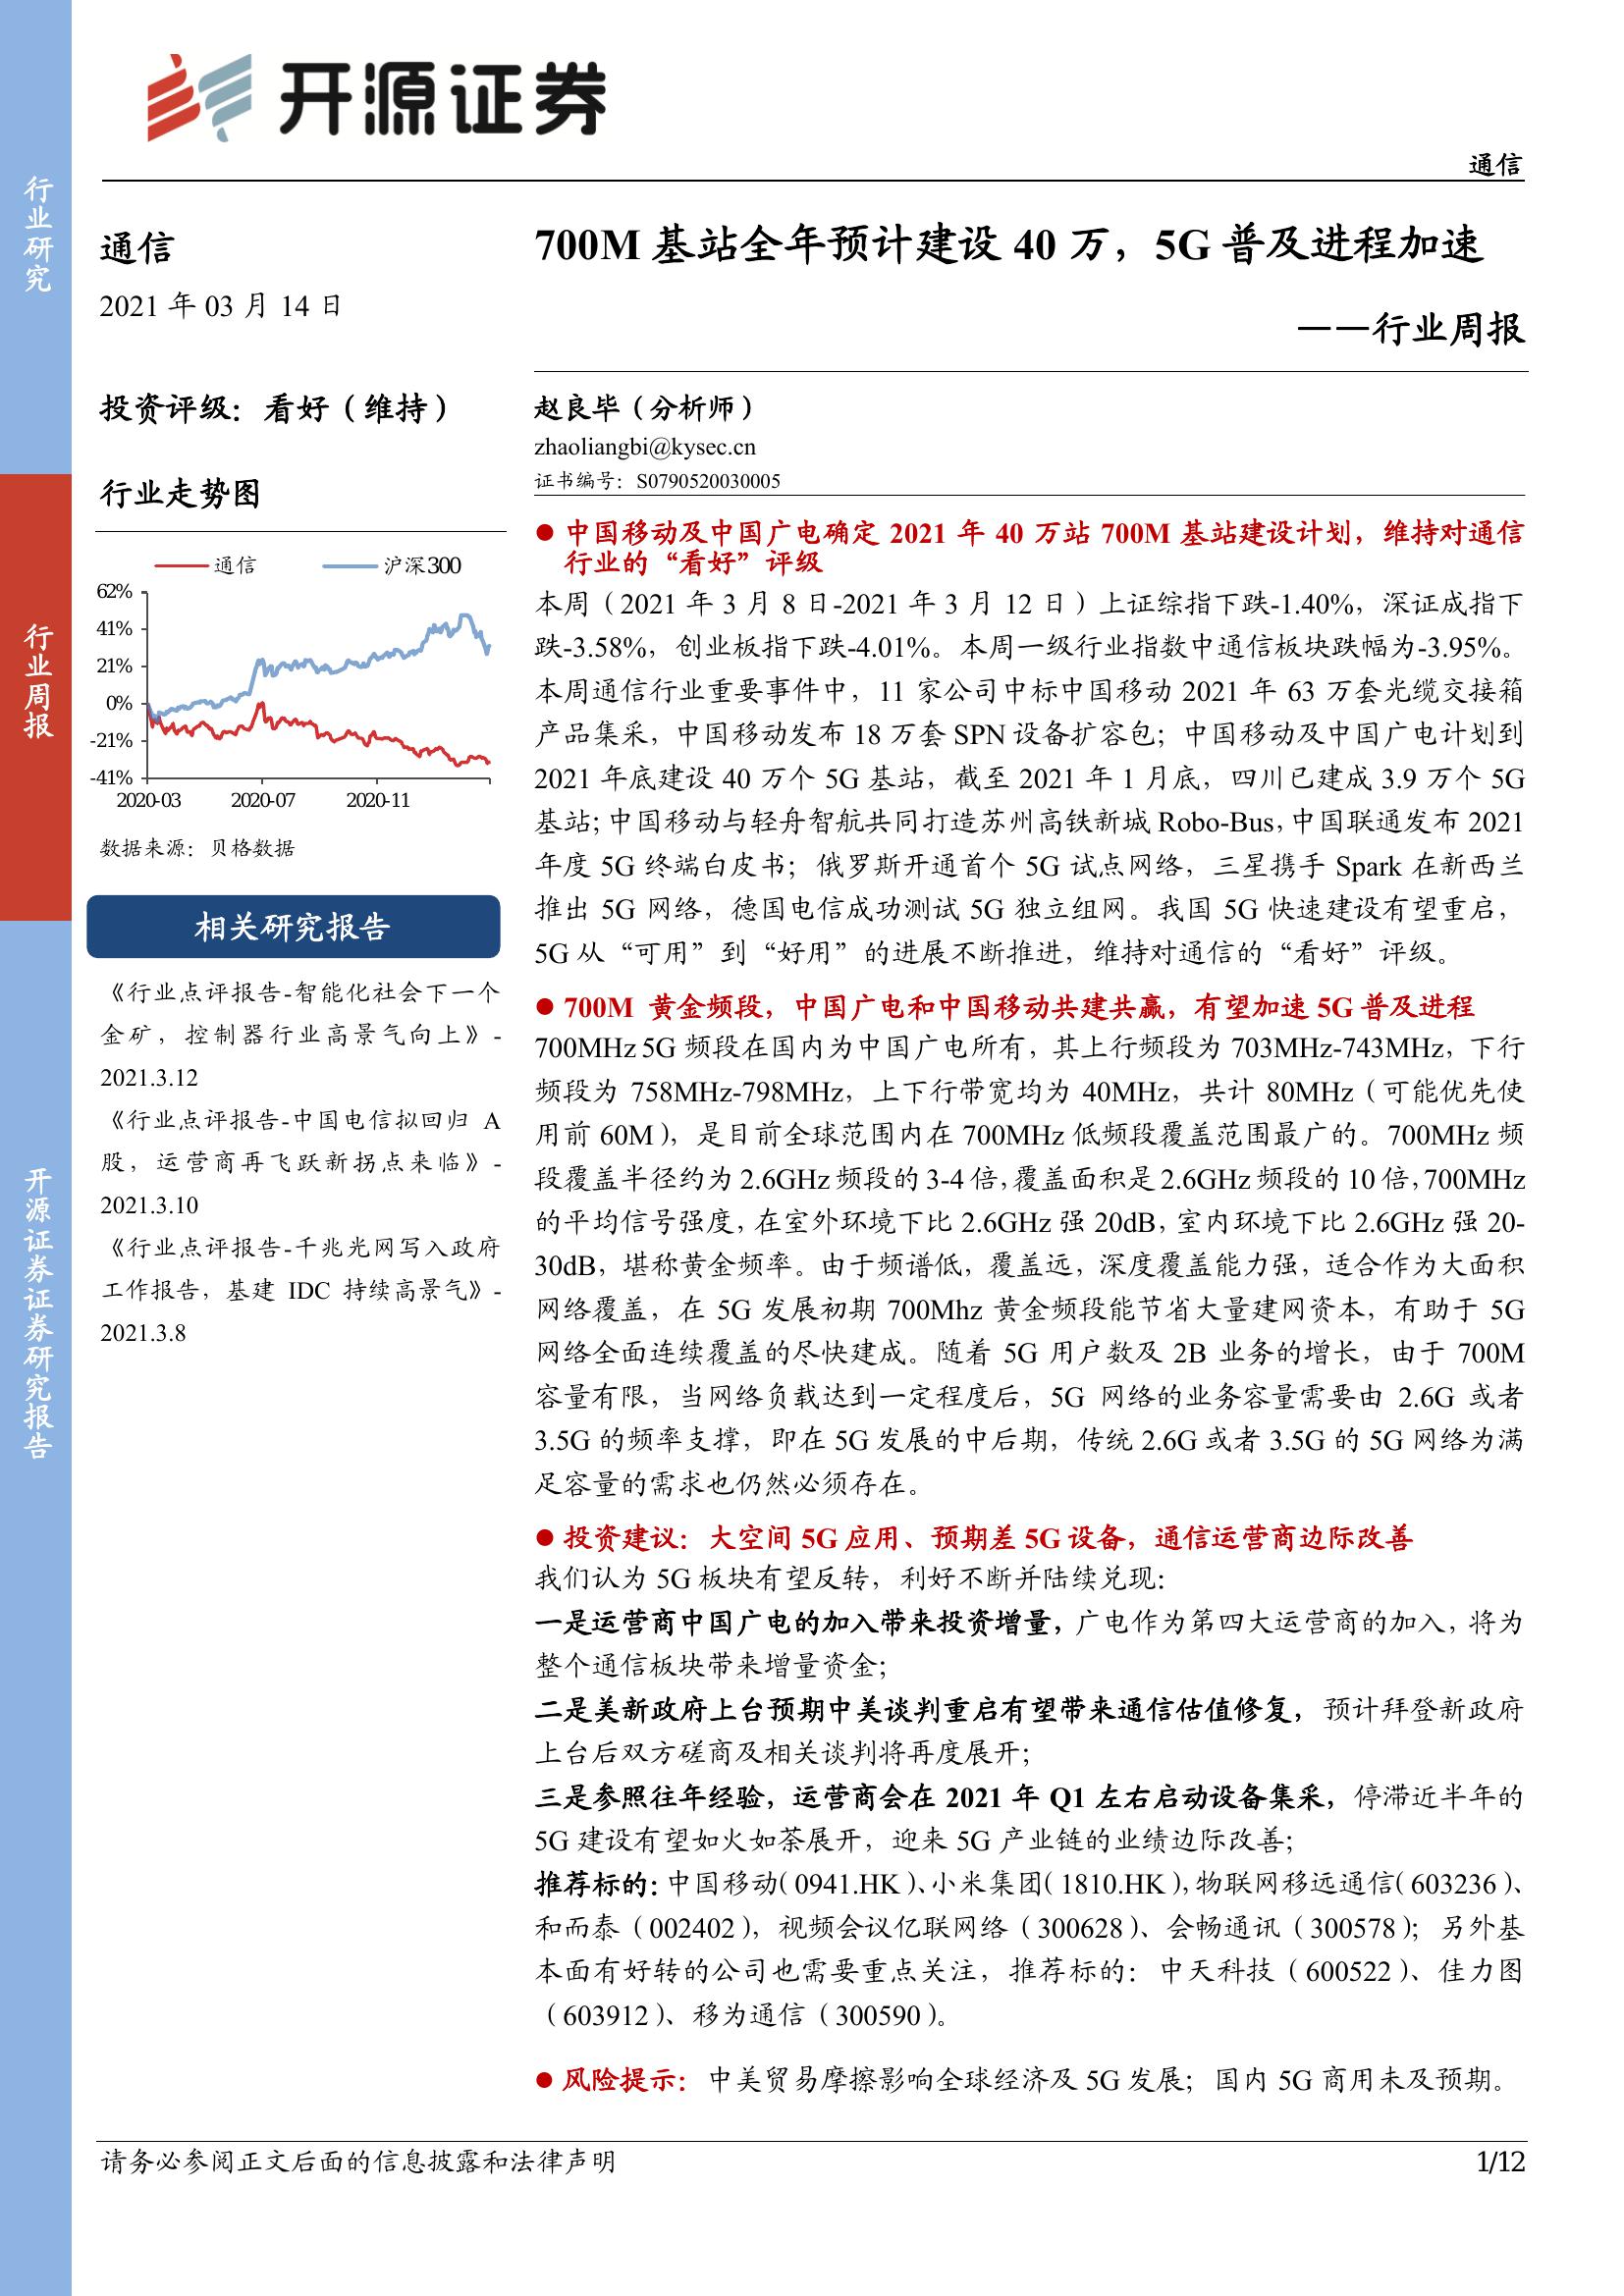 开源证券
通信
行业研究
行业周报
开源证券证券研究报告
通信
2021 年 03 月 14 日
投资评级：看好（维持）
行业走势图
通信 沪深300
62%
41%
21%
0%
-21%
-41%
2020-03 2020-07 2020-11
数据来源：贝格数据
相关研究报告
《行业点评报告-智能化社会下一个
金矿，控制器行业高景气向上》-
2021.3.12
《行业点评报告-中国电信拟回归 A
股，运营商再飞跃新拐点来临》-
2021.3.10
《行业点评报告-千兆光网写入政府
工作报告，基建 IDC 持续高景气》-
2021.3.8
700M 基站全年预计建设 40 万，5G 普及进程加速
——行业周报
赵良毕（分析师）
zhaoliangbi@kysec.cn
证书编号：S0790520030005
● 中国移动及中国广电确定 2021 年 40 万站 700M 基站建设计划，维持对通信
行业的“看好”评级
本周（2021 年 3 月 8 日-2021 年 3 月 12 日）上证综指下跌-1.40%，深证成指下
跌-3.58%，创业板指下跌-4.01%。本周一级行业指数中通信板块跌幅为-3.95%。
本周通信行业重要事件中，11 家公司中标中国移动 2021 年 63 万套光缆交接箱
产品集采，中国移动发布 18 万套 SPN 设备扩容包；中国移动及中国广电计划到
2021 年底建设 40 万个 5G 基站，截至 2021 年 1 月底，四川已建成 3.9 万个 5G
基站；中国移动与轻舟智航共同打造苏州高铁新城 Robo-Bus，中国联通发布 2021
年度 5G 终端白皮书；俄罗斯开通首个 5G 试点网络，三星携手 Spark 在新西兰
推出 5G 网络，德国电信成功测试 5G 独立组网。我国 5G 快速建设有望重启，
5G 从“可用”到“好用”的进展不断推进，维持对通信的“看好”评级。
● 700M 黄金频段，中国广电和中国移动共建共赢，有望加速 5G 普及进程
700MHz 5G 频段在国内为中国广电所有，其上行频段为 703MHz-743MHz，下行
频段为 758MHz-798MHz，上下行带宽均为 40MHz，共计 80MHz（可能优先使
用前 60M），是目前全球范围内在 700MHz 低频段覆盖范围最广的。700MHz 频
段覆盖半径约为 2.6GHz 频段的 3-4 倍，覆盖面积是 2.6GHz 频段的 10 倍，700MHz
的平均信号强度，在室外环境下比 2.6GHz 强 20dB，室内环境下比 2.6GHz 强 20-
30dB，堪称黄金频率。由于频谱低，覆盖远，深度覆盖能力强，适合作为大面积
网络覆盖，在 5G 发展初期 700Mhz 黄金频段能节省大量建网资本，有助于 5G
网络全面连续覆盖的尽快建成。随着 5G 用户数及 2B 业务的增长，由于 700M
容量有限，当网络负载达到一定程度后，5G 网络的业务容量需要由 2.6G 或者
3.5G 的频率支撑，即在 5G 发展的中后期，传统 2.6G 或者 3.5G 的 5G 网络为满
足容量的需求也仍然必须存在。
● 投资建议：大空间 5G 应用、预期差 5G 设备，通信运营商边际改善
我们认为 5G 板块有望反转，利好不断并陆续兑现：
一是运营商中国广电的加入带来投资增量，广电作为第四大运营商的加入，将为
整个通信板块带来增量资金；
二是美新政府上台预期中美谈判重启有望带来通信估值修复，预计拜登新政府
上台后双方磋商及相关谈判将再度展开；
三是参照往年经验，运营商会在 2021 年 Q1 左右启动设备集采，停滞近半年的
5G 建设有望如火如荼展开，迎来 5G 产业链的业绩边际改善；
推荐标的：中国移动（0941.HK）、小米集团（1810.HK），物联网移远通信（603236）、
和而泰（002402），视频会议亿联网络（300628）、会畅通讯（300578）；另外基
本面有好转的公司也需要重点关注，推荐标的：中天科技（600522）、佳力图
（603912）、移为通信（300590）。
● 风险提示：中美贸易摩擦影响全球经济及 5G 发展；国内 5G 商用未及预期。
请务必参阅正文后面的信息披露和法律声明 1/12